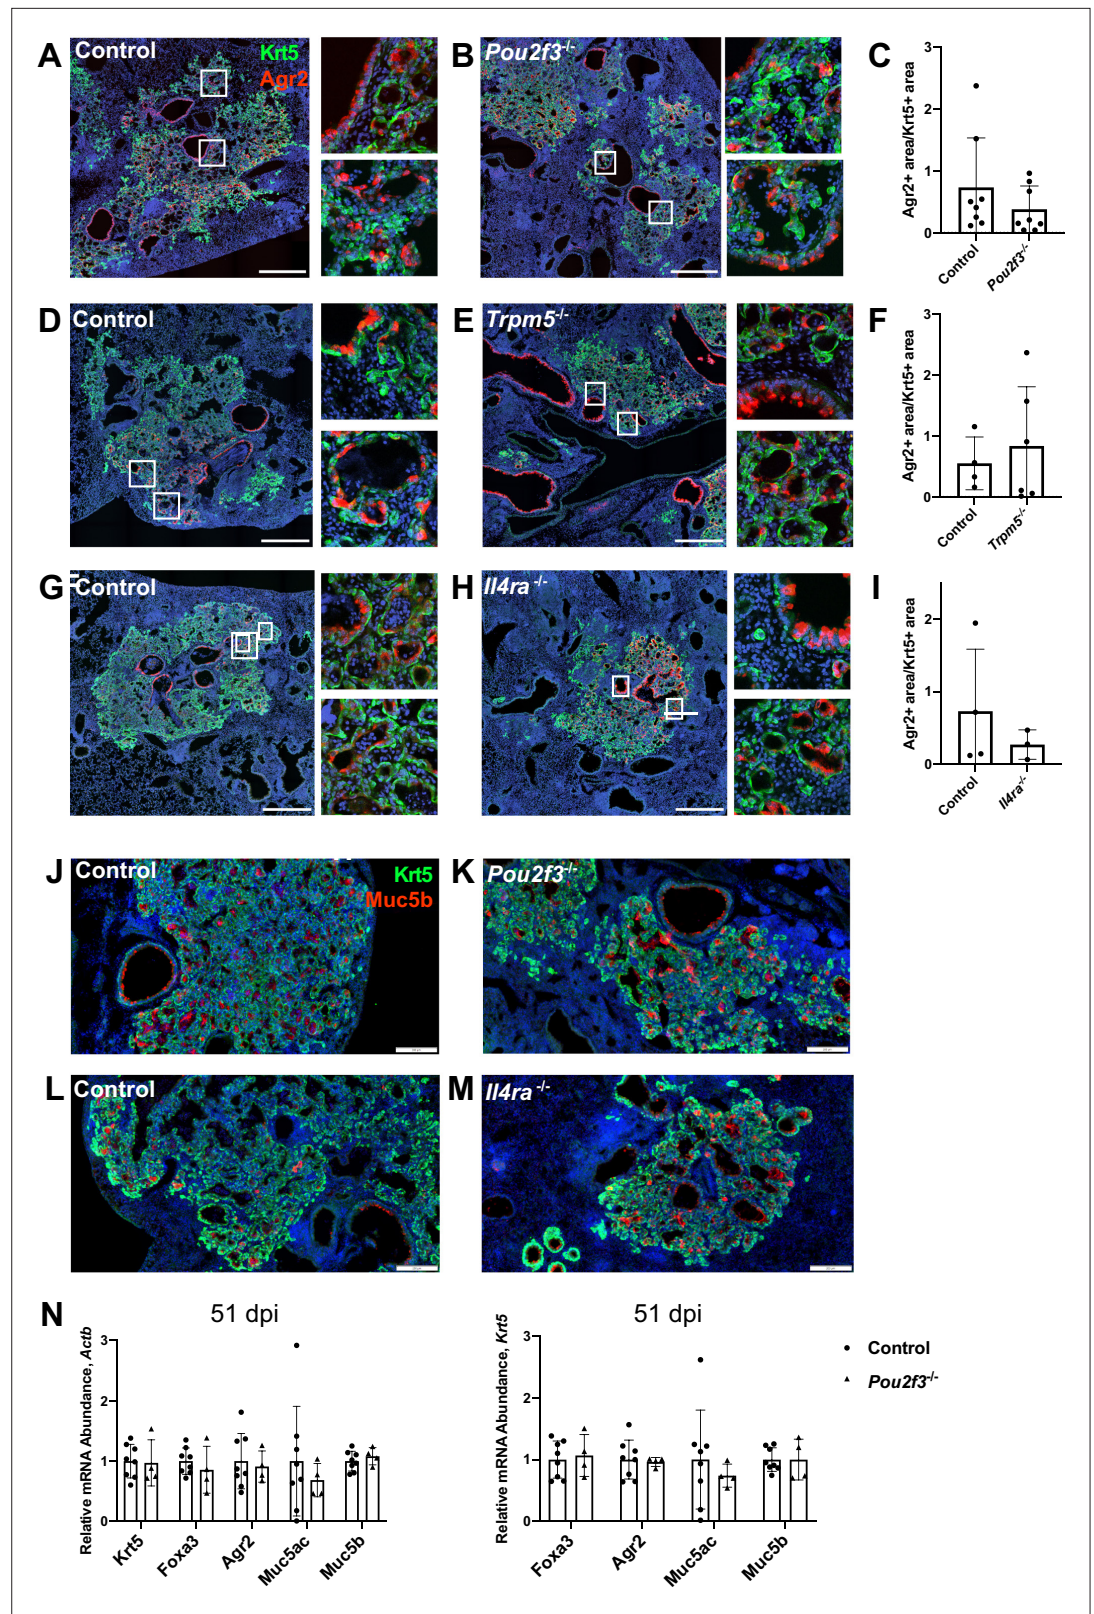 A Control Krt5 Agr2
B Pou2f3-/-
C
Agr2+ area/Krt5+ area
3
2
1
0
Control
Pou2f3-/-
D Control
E Trpm5-/-
F
Agr2+ area/Krt5+ area
3
2
1
0
Control
Trpm5-/-
G Control
H Il4ra -/-
I
Agr2+ area/Krt5+ area
2
1
0
Control
Il4ra-/-
J Control Krt5 Muc5b
K Pou2f3-/-
L Control
M Il4ra -/-
N
51 dpi
Relative mRNA Abundance, Actb
3
2
1
0
Krt5
Foxa3
Agr2
Muc5ac
Muc5b
51 dpi
Relative mRNA Abundance, Krt5
3
2
1
0
Foxa3
Agr2
Muc5ac
Muc5b
Control
Pou2f3-/-